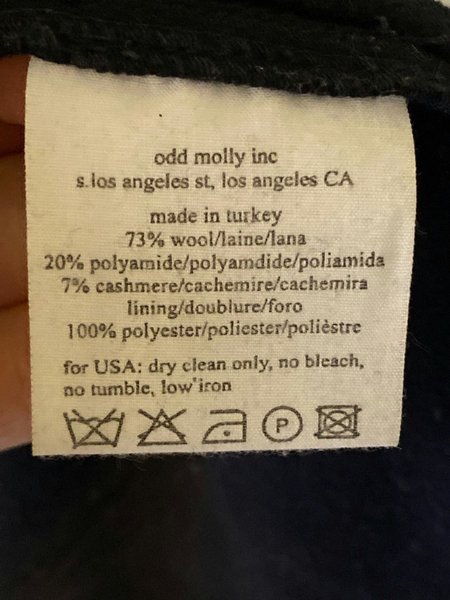 odd molly inc
s.los angeles st, los angeles CA
made in turkey
73% wool/laine/lana
20% polyamide/polyamdide/poliamida
7% cashmere/cachemire/cachemira
lining/doublure/foro
100% polyester/poliester/polièstre
for USA: dry clean only, no bleach,
no tumble, low iron
P